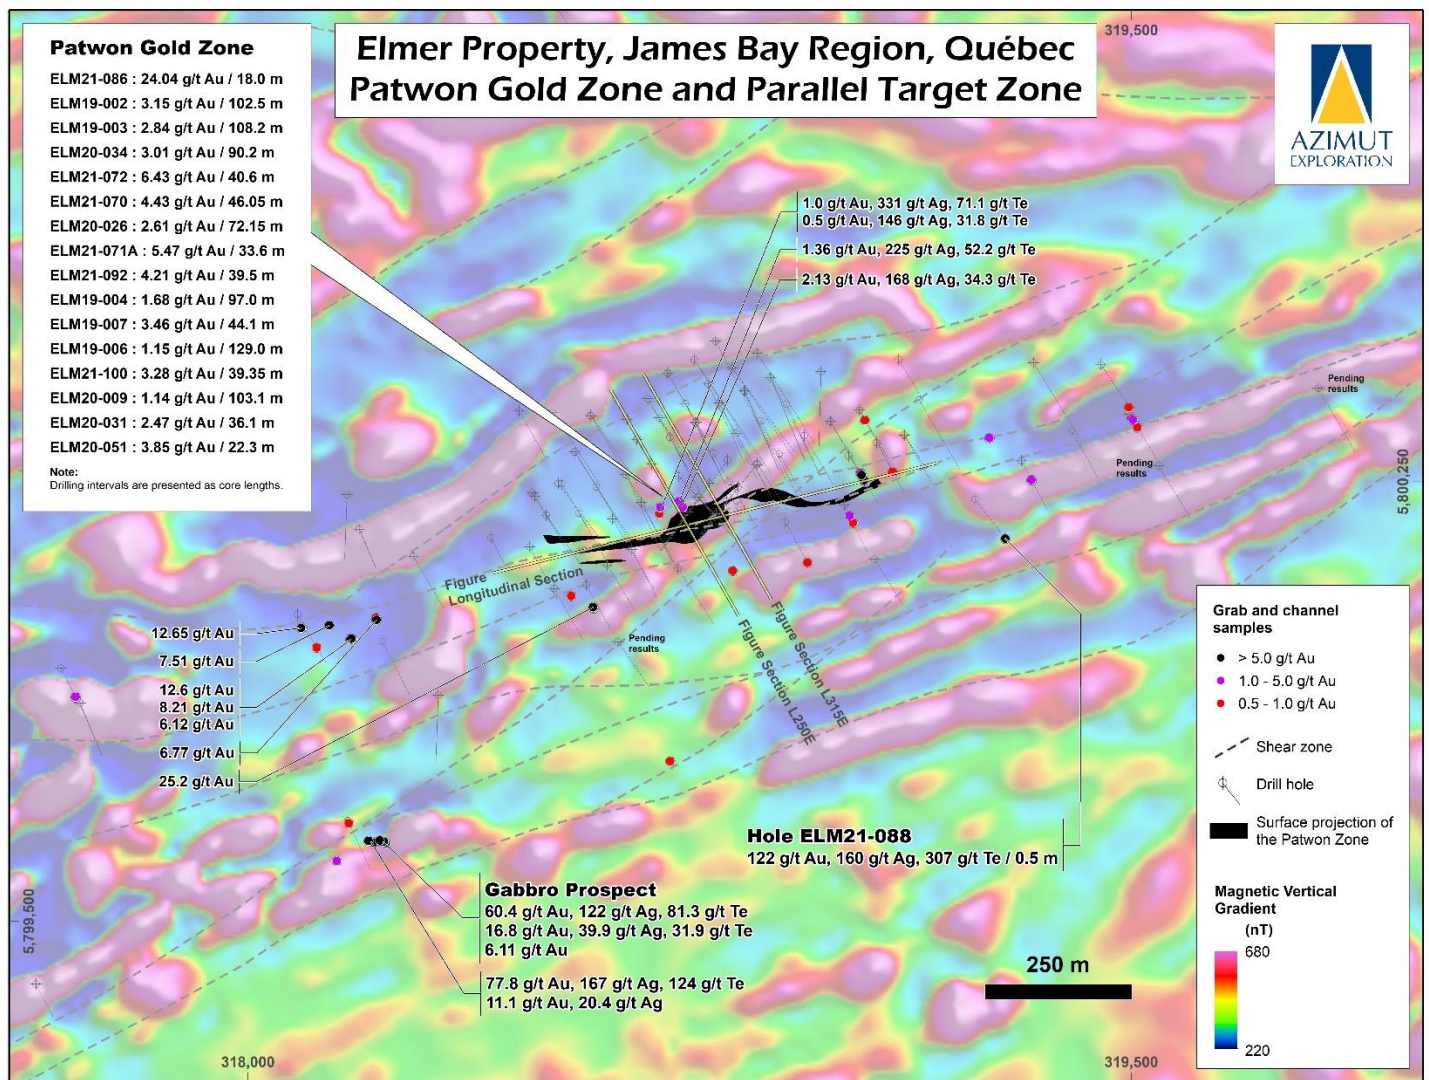 Elmer Property, James Bay Region, Québec
Patwon Gold Zone and Parallel Target Zone
319,500
AZIMUT
EXPLORATION
Patwon Gold Zone
ELM21-086 : 24.04 g/t Au / 18.0 m
ELM19-002 : 3.15 g/t Au / 102.5 m
ELM19-003 : 2.84 g/t Au / 108.2 m
ELM20-034 : 3.01 g/t Au / 90.2 m
ELM21-072 : 6.43 g/t Au / 40.6 m
ELM21-070 : 4.43 g/t Au / 46.05 m
ELM20-026 : 2.61 g/t Au / 72.15 m
ELM21-071A : 5.47 g/t Au / 33.6 m
ELM21-092 : 4.21 g/t Au / 39.5 m
ELM19-004 : 1.68 g/t Au / 97.0 m
ELM19-007 : 3.46 g/t Au / 44.1 m
ELM19-006 : 1.15 g/t Au / 129.0 m
ELM21-100 : 3.28 g/t Au / 39.35 m
ELM20-009 : 1.14 g/t Au / 103.1 m
ELM20-031 : 2.47 g/t Au / 36.1 m
ELM20-051 : 3.85 g/t Au / 22.3 m
Note:
Drilling intervals are presented as core lengths.
1.0 g/t Au, 331 g/t Ag, 71.1 g/t Te
0.5 g/t Au, 146 g/t Ag, 31.8 g/t Te
1.36 g/t Au, 225 g/t Ag, 52.2 g/t Te
2.13 g/t Au, 168 g/t Ag, 34.3 g/t Te
Pending
results
Pending
results
5,800,250
Figure
Longitudinal Section
Figure Section L315E
Figure Section L250E
Pending
results
12.65 g/t Au
7.51 g/t Au
12.6 g/t Au
8.21 g/t Au
6.12 g/t Au
6.77 g/t Au
25.2 g/t Au
Hole ELM21-088
122 g/t Au, 160 g/t Ag, 307 g/t Te / 0.5 m
Gabbro Prospect
60.4 g/t Au, 122 g/t Ag, 81.3 g/t Te
16.8 g/t Au, 39.9 g/t Ag, 31.9 g/t Te
6.11 g/t Au
77.8 g/t Au, 167 g/t Ag, 124 g/t Te
11.1 g/t Au, 20.4 g/t Ag
5,799,500
250 m
318,000
319,500
Grab and channel
samples
> 5.0 g/t Au
1.0 - 5.0 g/t Au
0.5 - 1.0 g/t Au
Shear zone
Drill hole
Surface projection of
the Patwon Zone
Magnetic Vertical
Gradient
(nT)
680
220